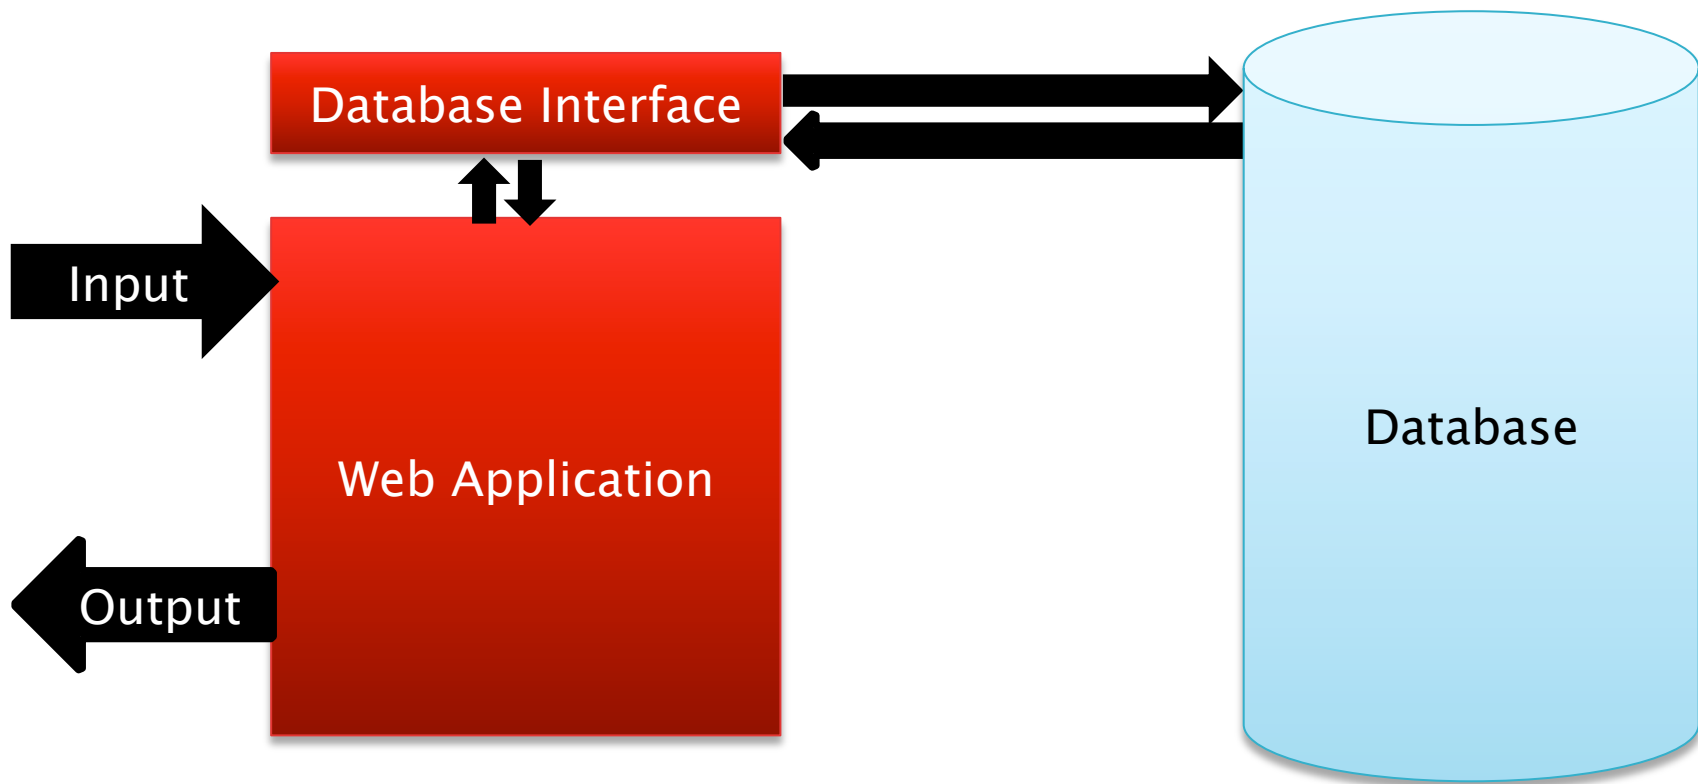 Database Interface
Input
Web Application
Database
Output